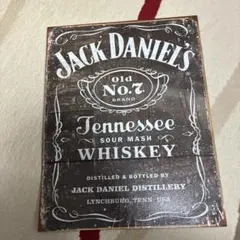 JACK DANIEL'S
Old
NO.7
BRAND
Tennessee
SOUR MASH
WHISKEY
DISTILLED & BOTTLED BY
JACK DANIEL DISTILLERY
LYNCHBURG, TENN. USA